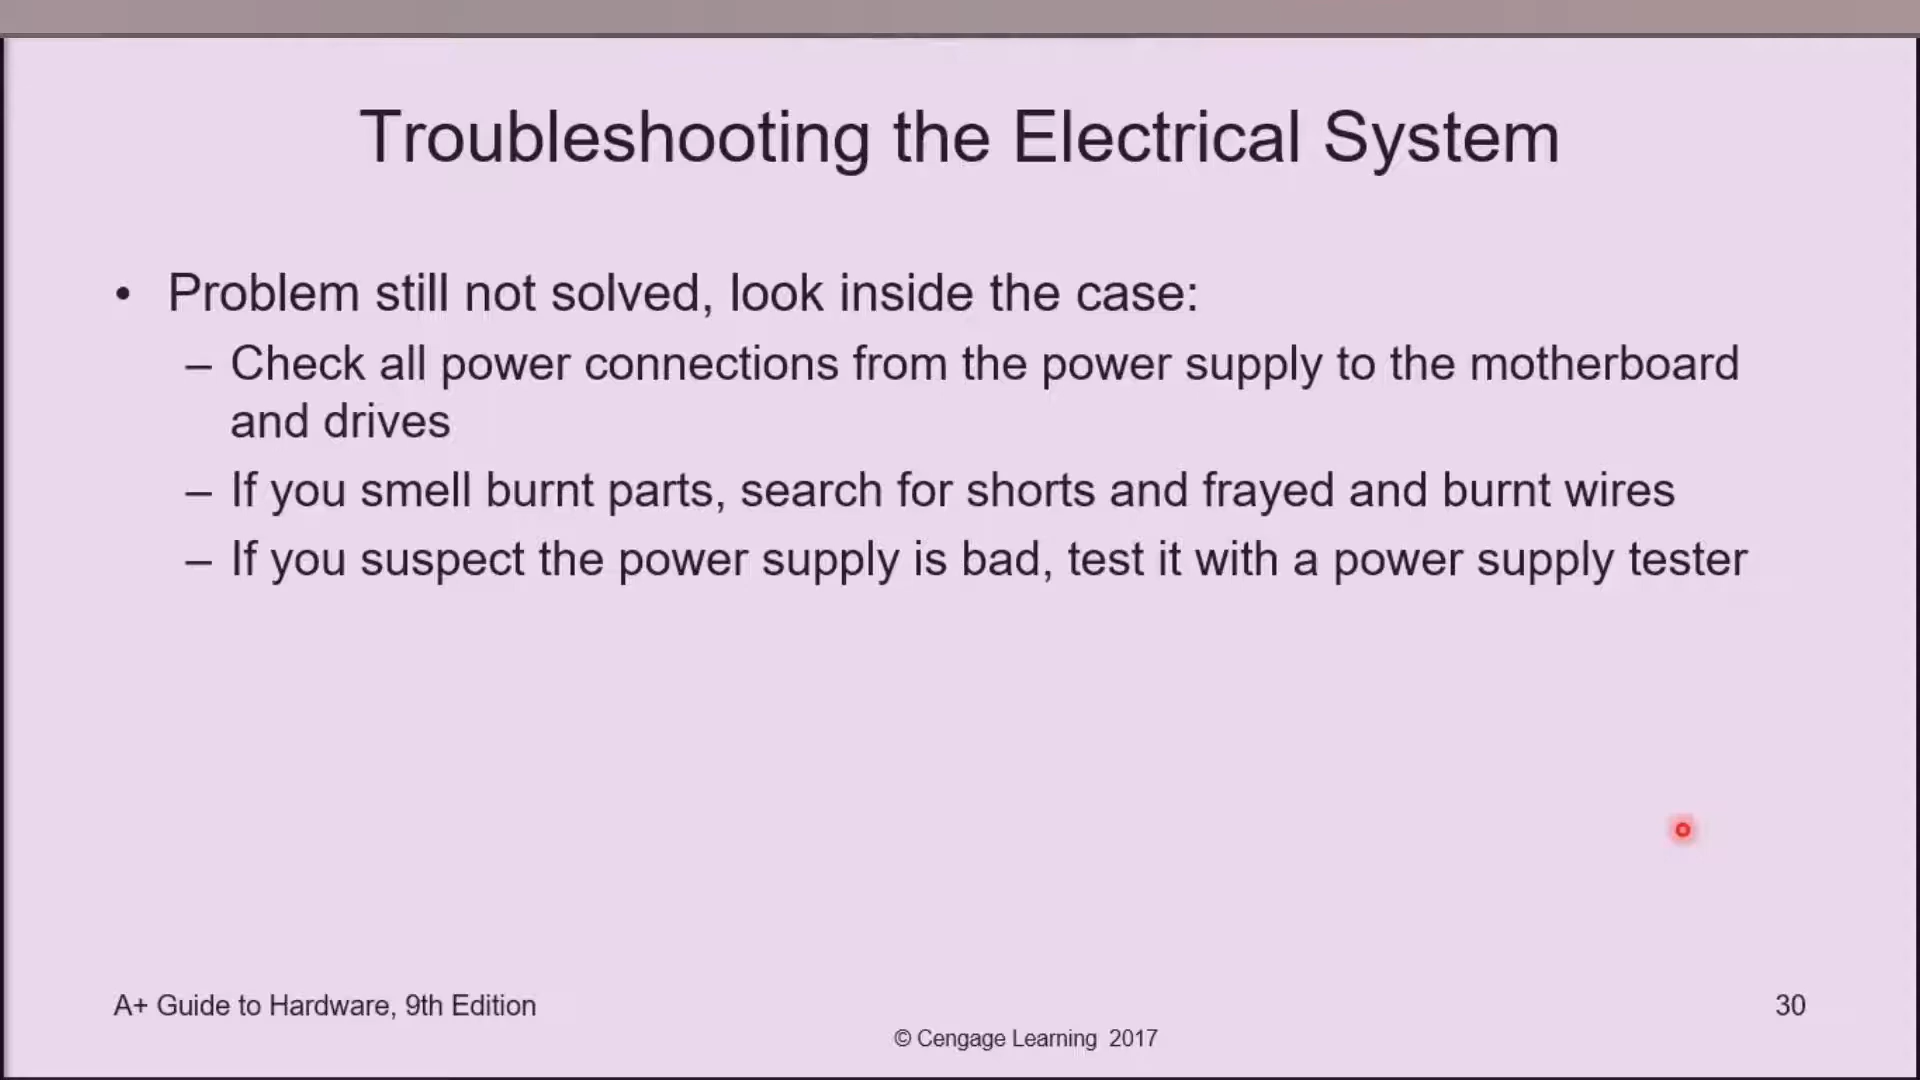 Troubleshooting the Electrical System
• Problem still not solved, look inside the case:
– Check all power connections from the power supply to the motherboard
and drives
– If you smell burnt parts, search for shorts and frayed and burnt wires
– If you suspect the power supply is bad, test it with a power supply tester
A+ Guide to Hardware, 9th Edition
30
© Cengage Learning 2017